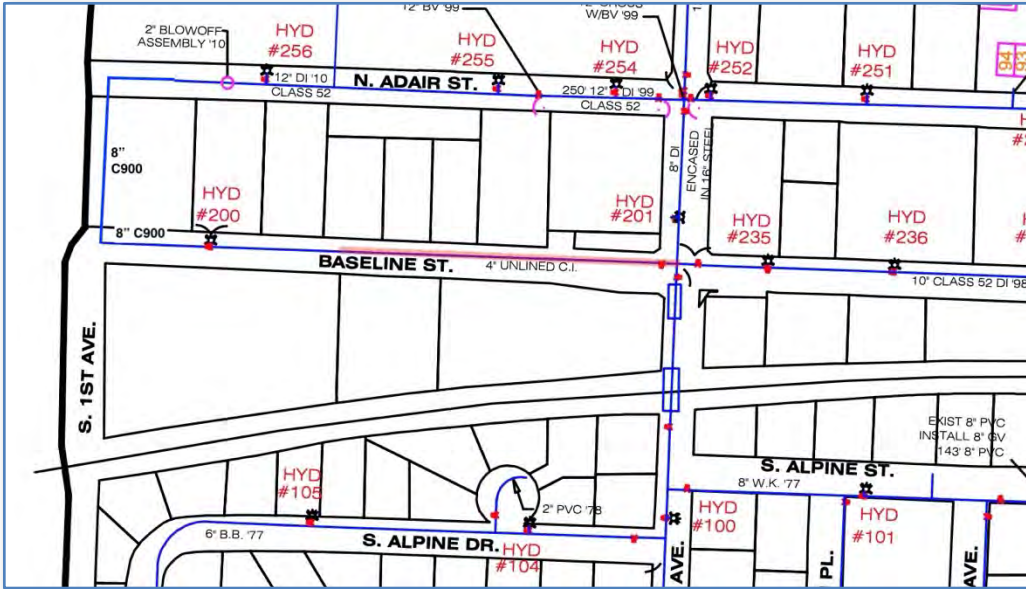 12" BV '99
W/BV '99
2" BLOWOFF
ASSEMBLY '10
HYD
#256
HYD
#255
HYD
#254
HYD
#252
HYD
#251
94
93
12" DI '10
CLASS 52
N. ADAIR ST.
250' 12" DI '99
CLASS 52
8"
C900
8" DI
ENCASED
IN 16" STEEL
HYD
#200
HYD
#201
HYD
#235
HYD
#236
8" C900
BASELINE ST.
4" UNLINED C.I.
10" CLASS 52 DI '98
S. 1ST AVE.
EXIST 8" PVC
INSTALL 8" GV
143' 8" PVC
S. ALPINE ST.
8" W.K. '77
HYD
#105
2" PVC '78
HYD
#100
HYD
#101
6" B.B. '77
S. ALPINE DR.
HYD
#104
AVE.
PL.
AVE.